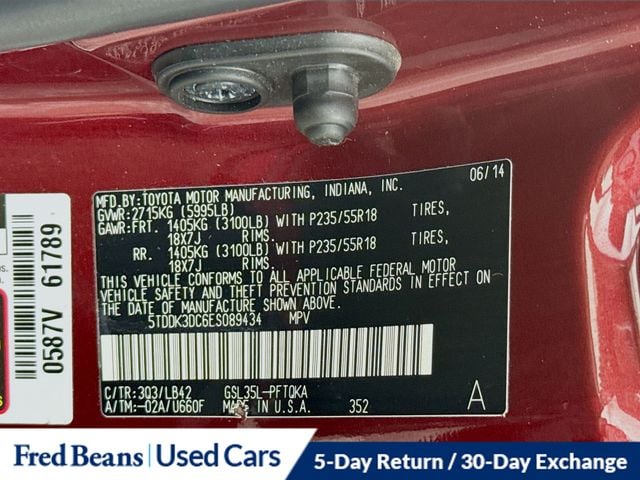 MFD.BY: TOYOTA MOTOR MANUFACTURING, INDIANA, INC. 06/14
GVWR: 2715KG (5995LB)
GAWR: FRT. 1405KG (3100LB) WITH P235/55R18 TIRES,
18X7J RIMS.
RR. 1405KG (3100LB) WITH P235/55R18 TIRES,
18X7J RIMS.
THIS VEHICLE CONFORMS TO ALL APPLICABLE FEDERAL MOTOR
VEHICLE SAFETY AND THEFT PREVENTION STANDARDS IN EFFECT ON
THE DATE OF MANUFACTURE SHOWN ABOVE.
5TDDK3DC6ES089434 MPV
C/TR: 3Q3/LB42 GSL35L-PFTQKA
A/TM: -02A/U660F MADE IN U.S.A. 352 A
0587V 61789
Fred Beans | Used Cars
5-Day Return / 30-Day Exchange